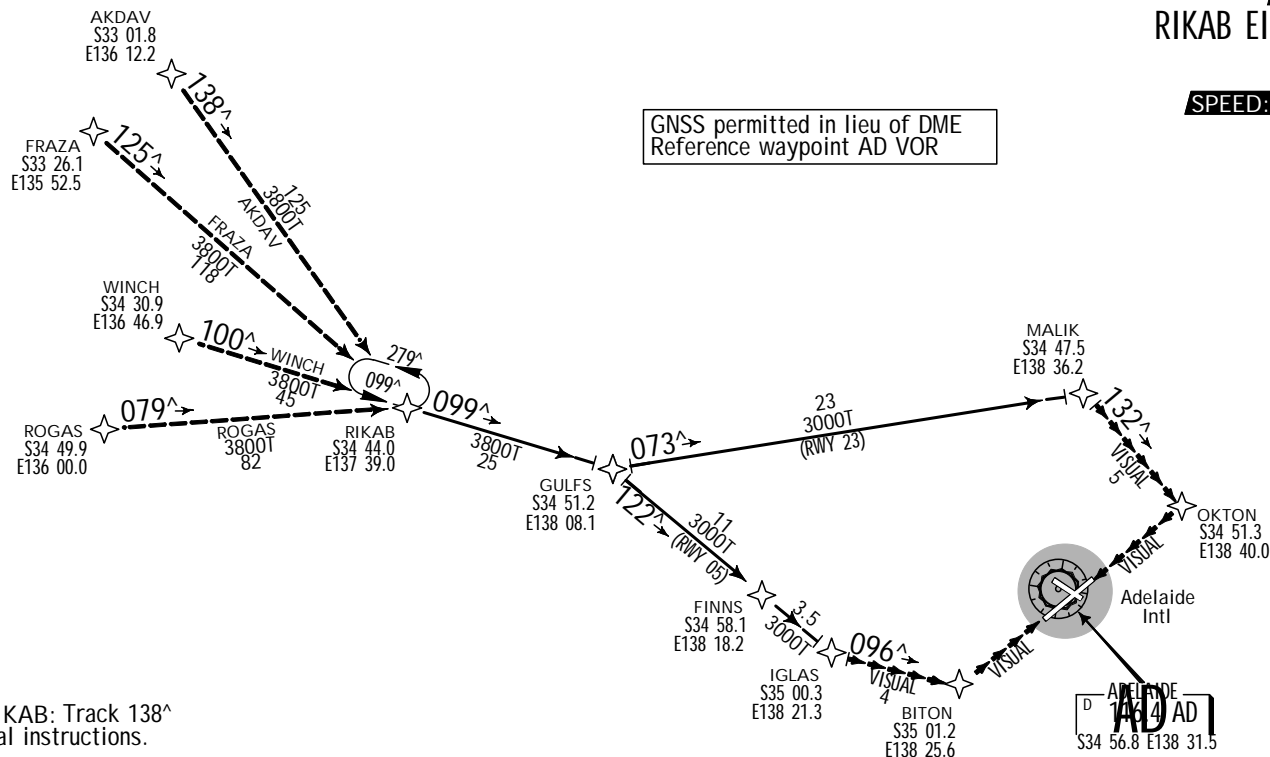 RIKAB EI
SPEED:
GNSS permitted in lieu of DME
Reference waypoint AD VOR
AKDAV
S33 01.8
E136 12.2
138^
FRAZA
S33 26.1
E135 52.5
125^
125
3800T
AKDAV
FRAZA
3800T
118
WINCH
S34 30.9
E136 46.9
100^
WINCH
3800T
45
279^
099^
ROGAS
S34 49.9
E136 00.0
079^
ROGAS
3800T
82
RIKAB
S34 44.0
E137 39.0
099^
3800T
25
GULFS
S34 51.2
E138 08.1
073^
23
3000T
(RWY 23)
MALIK
S34 47.5
E138 36.2
132^
VISUAL
5
OKTON
S34 51.3
E138 40.0
VISUAL
122^
11
3000T
(RWY 05)
FINNS
S34 58.1
E138 18.2
3.5
3000T
IGLAS
S35 00.3
E138 21.3
096^
VISUAL
4
BITON
S35 01.2
E138 25.6
VISUAL
Adelaide
Intl
ADELAIDE
D 116.4 AD
AD
S34 56.8 E138 31.5
KAB: Track 138^
al instructions.